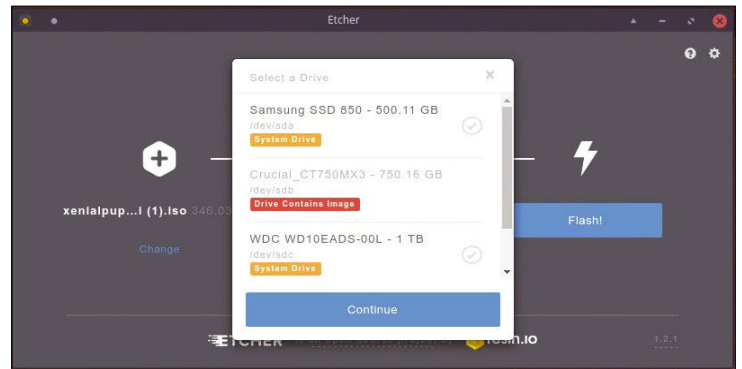 Etcher
Select a Drive
Samsung SSD 850 - 500.11 GB
/dev/sda
System Drive
Crucial_CT750MX3 - 750.16 GB
/dev/sdb
Drive Contains Image
WDC WD10EADS-00L - 1 TB
/dev/sdc
System Drive
Continue
xenialpup...l (1).iso 346.03
Change
Flash!
ETCHER
resin.io
1.2.1